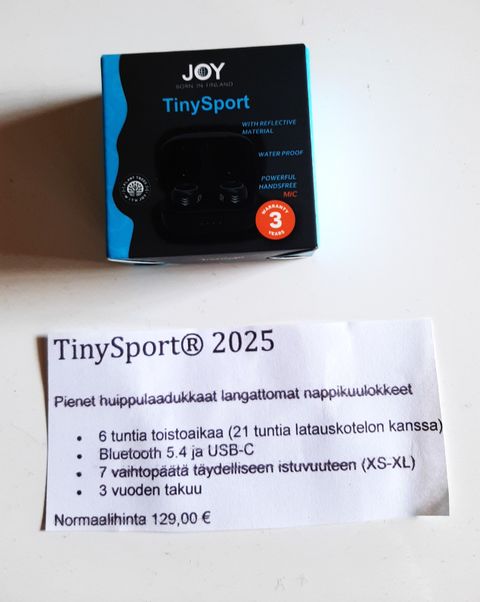 JOY
BORN IN FINLAND
TinySport
WITH REFLECTIVE
MATERIAL
WATER PROOF
POWERFUL
HANDSFREE
MIC
WARRANTY
3
YEARS
TinySport® 2025
Pienet huippulaadukkaat langattomat nappikuulokkeet
• 6 tuntia toistoaikaa (21 tuntia latauskotelon kanssa)
• Bluetooth 5.4 ja USB-C
• 7 vaihtopäätä täydelliseen istuvuuteen (XS-XL)
• 3 vuoden takuu
Normaalihinta 129,00 €